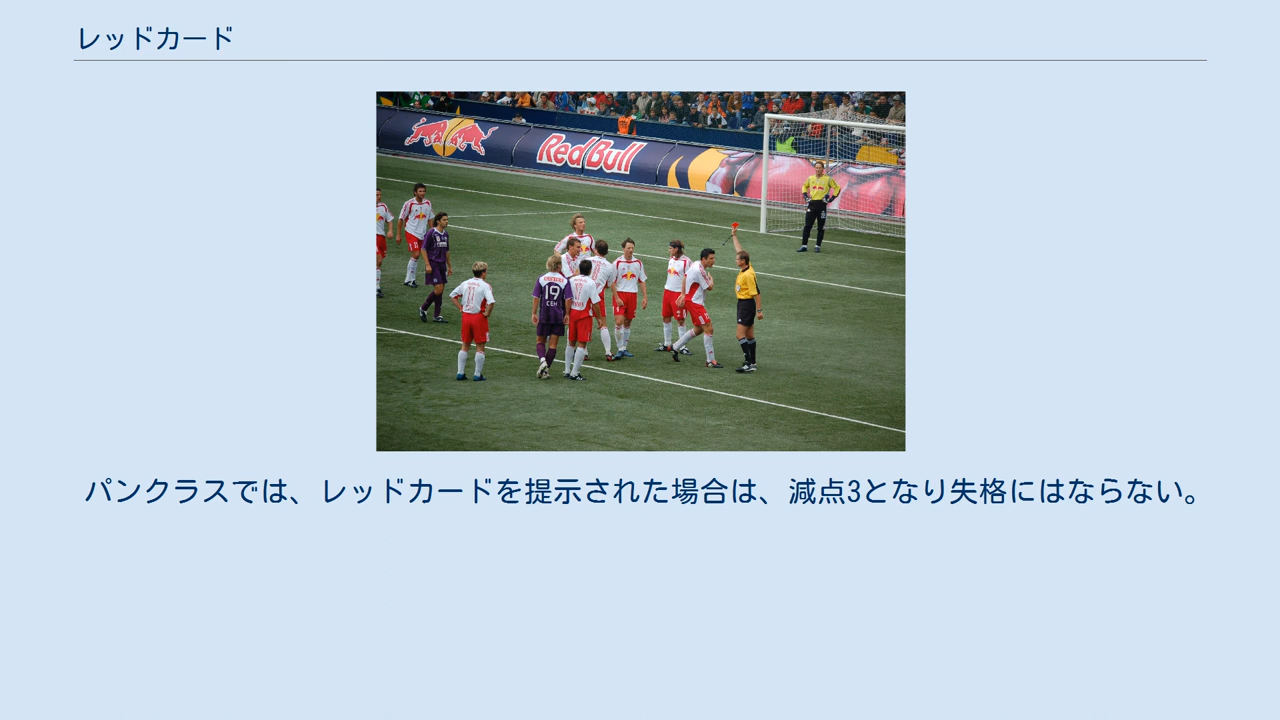 レッドカード
Red Bull
19
CEH
パンクラスでは、レッドカードを提示された場合は、減点3となり失格にはならない。